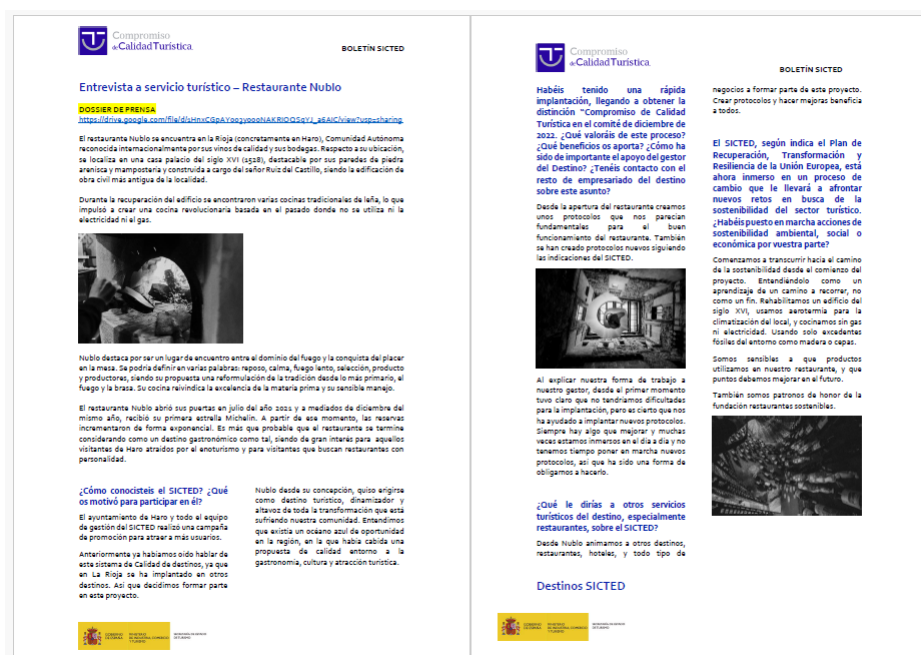 Compromiso
de Calidad Turística.
BOLETÍN SICTED
Entrevista a servicio turístico – Restaurante Nublo
DOSSIER DE PRENSA
El restaurante Nublo se encuentra en la Rioja (concretamente en Haro), Comunidad Autónoma
reconocida internacionalmente por sus vinos de calidad y sus bodegas. Respecto a su ubicación,
se localiza en una casa palacio del siglo XVI (1528), destacable por sus paredes de piedra
arenisca y mampostería y construida a cargo del señor Ruiz del Castillo, siendo la edificación de
obra civil más antigua de la localidad.
Durante la recuperación del edificio se encontraron varias cocinas tradicionales de leña, lo que
impulsó a crear una cocina revolucionaria basada en el pasado donde no se utiliza ni la
electricidad ni el gas.
Nublo destaca por ser un lugar de encuentro entre el dominio del fuego y la conquista del placer
en la mesa. Se podría definir en varias palabras: reposo, calma, fuego lento, selección, producto
y productores, siendo su propuesta una reformulación de la tradición desde lo más primario, el
fuego y la brasa. Su cocina reivindica la excelencia de la materia prima y su sensible manejo.
El restaurante Nublo abrió sus puertas en julio del año 2021 y a mediados de diciembre del
mismo año, recibió su primera estrella Michelin. A partir de ese momento, las reservas
incrementaron de forma exponencial. Es más que probable que el restaurante se termine
considerando como un destino gastronómico como tal, siendo de gran interés para aquellos
visitantes de Haro atraídos por el enoturismo y para visitantes que buscan restaurantes con
personalidad.
¿Cómo conocisteis el SICTED? ¿Qué
os motivó para participar en él?
El ayuntamiento de Haro y todo el equipo
de gestión del SICTED realizó una campaña
de promoción para atraer a más usuarios.
Anteriormente ya habíamos oído hablar de
este sistema de Calidad de destinos, ya que
en La Rioja se ha implantado en otros
destinos. Así que decidimos formar parte
en este proyecto.
Nublo desde su concepción, quiso erigirse
como destino turístico, dinamizador y
altavoz de toda la transformación que está
sufriendo nuestra comunidad. Entendimos
que existía un océano azul de oportunidad
en la región, en la que había cabida una
propuesta de calidad entorno a la
gastronomía, cultura y atracción turística.
GOBIERNO
DE ESPAÑA
MINISTERIO
DE INDUSTRIA, COMERCIO
Y TURISMO
Compromiso
de Calidad Turística.
BOLETÍN SICTED
Habéis tenido una rápida
implantación, llegando a obtener la
distinción "Compromiso de Calidad
Turística en el comité de diciembre de
2022. ¿Qué valoráis de este proceso?
¿Qué beneficios os aporta? ¿Cómo ha
sido de importante el apoyo del gestor
del Destino? ¿Tenéis contacto con el
resto de empresariado del destino
sobre este asunto?
Desde la apertura del restaurante creamos
unos protocolos que nos parecían
fundamentales para el buen
funcionamiento del restaurante. También
se han creado protocolos nuevos siguiendo
las indicaciones del SICTED.
Al explicar nuestra forma de trabajo a
nuestro gestor, desde el primer momento
tuvo claro que no tendríamos dificultades
para la implantación, pero es cierto que nos
ha ayudado a implantar nuevos protocolos.
Siempre hay algo que mejorar y muchas
veces estamos inmersos en el día a día y no
tenemos tiempo poner en marcha nuevos
protocolos, así que ha sido una forma de
obligarnos a hacerlo.
¿Qué le dirías a otros servicios
turísticos del destino, especialmente
restaurantes, sobre el SICTED?
Desde Nublo animamos a otros destinos,
restaurantes, hoteles, y todo tipo de
negocios a formar parte de este proyecto.
Crear protocolos y hacer mejoras beneficia
a todos.
El SICTED, según indica el Plan de
Recuperación, Transformación y
Resiliencia de la Unión Europea, está
ahora inmerso en un proceso de
cambio que le llevará a afrontar
nuevos retos en busca de la
sostenibilidad del sector turístico.
¿Habéis puesto en marcha acciones de
sostenibilidad ambiental, social o
económica por vuestra parte?
Comenzamos a transcurrir hacia el camino
de la sostenibilidad desde el comienzo del
proyecto. Entendiéndolo como un
aprendizaje de un camino a recorrer, no
como un fin. Rehabilitamos un edificio del
siglo XVI, usamos aerotermia para la
climatización del local, y cocinamos sin gas
ni electricidad. Usando solo excedentes
fósiles del entorno como madera o cepas.
Somos sensibles a que productos
utilizamos en nuestro restaurante, y que
puntos debemos mejorar en el futuro.
También somos patronos de honor de la
fundación restaurantes sostenibles.
Destinos SICTED
GOBIERNO
DE ESPAÑA
MINISTERIO
DE INDUSTRIA, COMERCIO
Y TURISMO